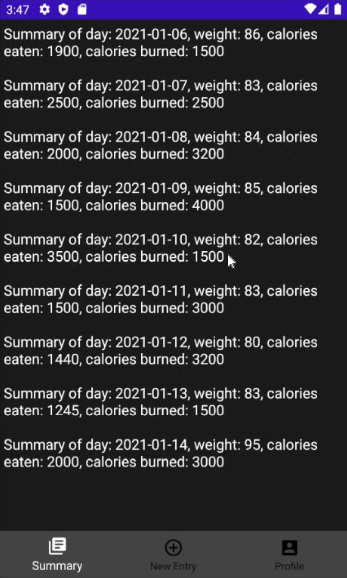 3:47
Summary of day: 2021-01-06, weight: 86, calories
eaten: 1900, calories burned: 1500
Summary of day: 2021-01-07, weight: 83, calories
eaten: 2500, calories burned: 2500
Summary of day: 2021-01-08, weight: 84, calories
eaten: 2000, calories burned: 3200
Summary of day: 2021-01-09, weight: 85, calories
eaten: 1500, calories burned: 4000
Summary of day: 2021-01-10, weight: 82, calories
eaten: 3500, calories burned: 1500
Summary of day: 2021-01-11, weight: 83, calories
eaten: 1500, calories burned: 3000
Summary of day: 2021-01-12, weight: 80, calories
eaten: 1440, calories burned: 3200
Summary of day: 2021-01-13, weight: 83, calories
eaten: 1245, calories burned: 1500
Summary of day: 2021-01-14, weight: 95, calories
eaten: 2000, calories burned: 3000
Summary New Entry Profile